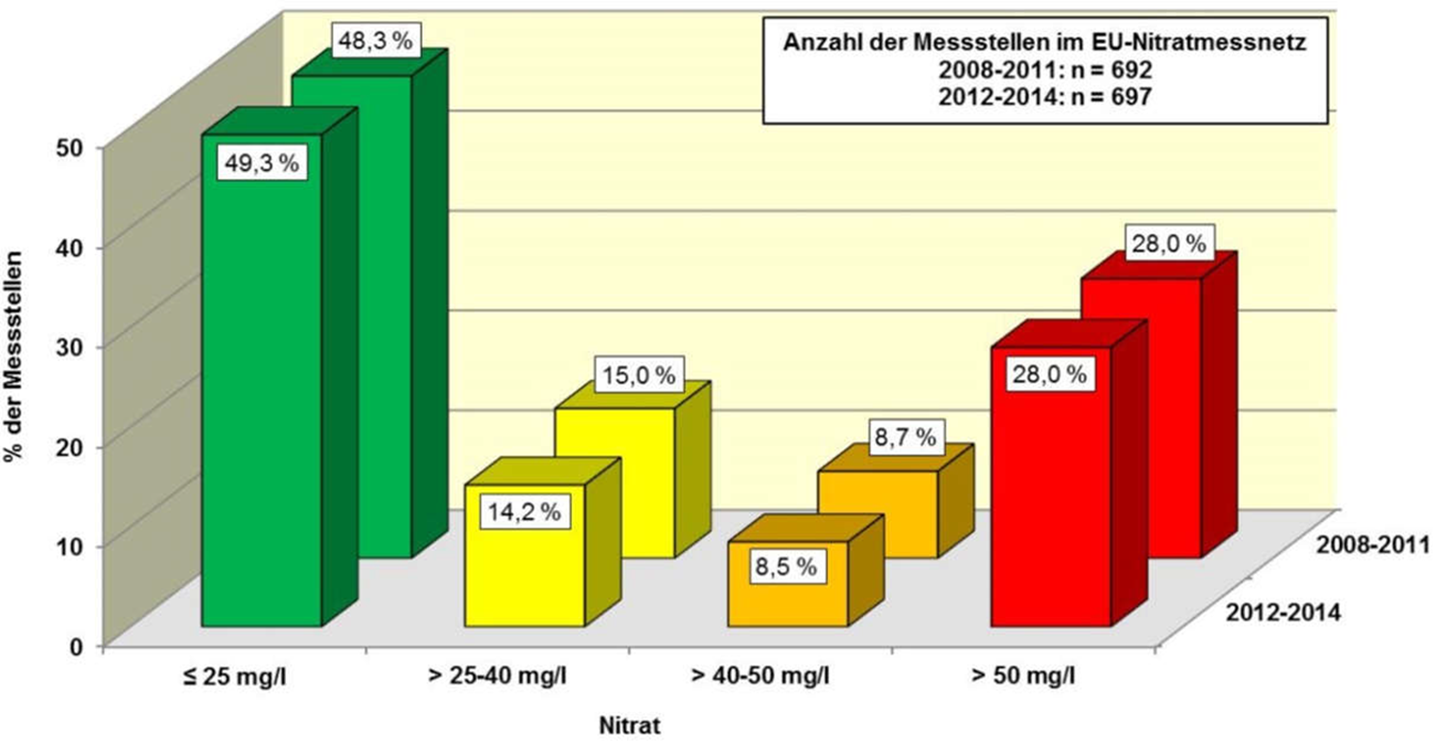 Anzahl der Messstellen im EU-Nitratmessnetz
2008-2011: n = 692
2012-2014: n = 697
48,3 %
49,3 %
15,0 %
14,2 %
8,7 %
8,5 %
28,0 %
28,0 %
% der Messstellen
50
40
30
20
10
0
≤ 25 mg/l
> 25-40 mg/l
> 40-50 mg/l
> 50 mg/l
2008-2011
2012-2014
Nitrat